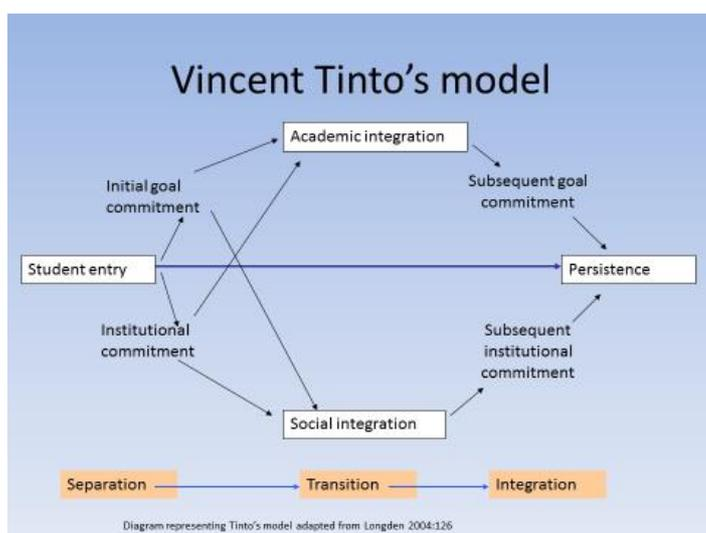 Vincent Tinto's model
Academic integration
Initial goal
commitment
Subsequent goal
commitment
Student entry
Persistence
Institutional
commitment
Subsequent
institutional
commitment
Social integration
Separation
Transition
Integration
Diagram representing Tinto's model adapted from Longden 2004:126